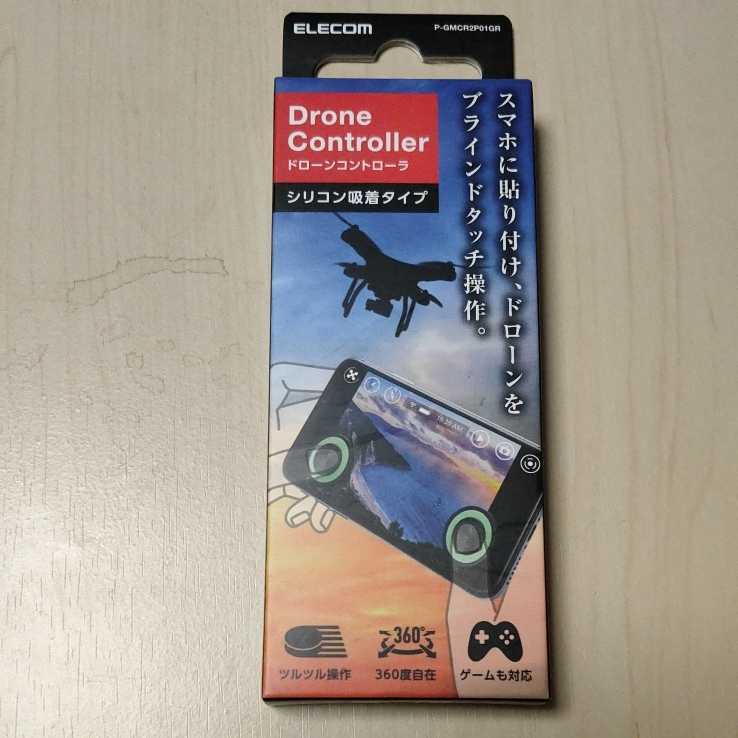 ELECOM
P-GMCR2P01GR
Drone
Controller
ドローンコントローラ
シリコン吸着タイプ
スマホに貼り付け、ドローンを
ブラインドタッチ操作。
10:20 AM
360°
ツルツル操作
360度自在
ゲームも対応